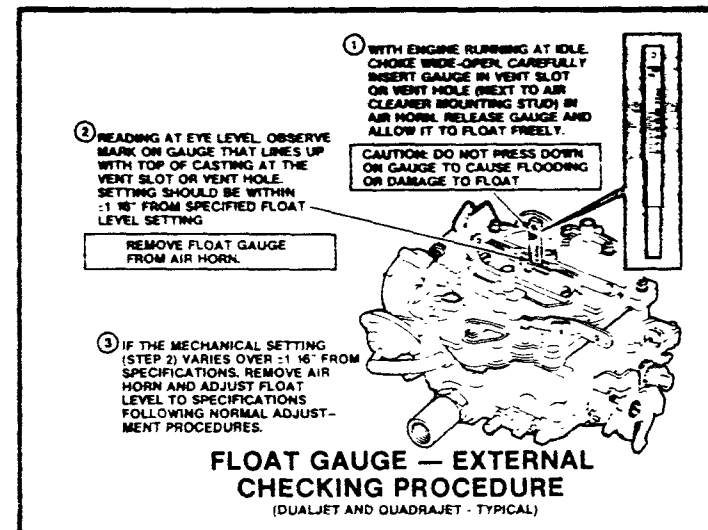 1 WITH ENGINE RUNNING AT IDLE,
CHOKE WIDE-OPEN, CAREFULLY
INSERT GAUGE IN VENT SLOT
OR VENT HOLE (NEXT TO AIR
CLEANER MOUNTING STUD) IN
AIR HORN. RELEASE GAUGE AND
ALLOW IT TO FLOAT FREELY.
CAUTION: DO NOT PRESS DOWN
ON GAUGE TO CAUSE FLOODING
OR DAMAGE TO FLOAT
2 READING AT EYE LEVEL, OBSERVE
MARK ON GAUGE THAT LINES UP
WITH TOP OF CASTING AT THE
VENT SLOT OR VENT HOLE.
SETTING SHOULD BE WITHIN
±1 16" FROM SPECIFIED FLOAT
LEVEL SETTING
REMOVE FLOAT GAUGE
FROM AIR HORN.
3 IF THE MECHANICAL SETTING
(STEP 2) VARIES OVER ±1 16" FROM
SPECIFICATIONS, REMOVE AIR
HORN AND ADJUST FLOAT
LEVEL TO SPECIFICATIONS
FOLLOWING NORMAL ADJUST-
MENT PROCEDURES.
FLOAT GAUGE — EXTERNAL
CHECKING PROCEDURE
(DUALJET AND QUADRAJET - TYPICAL)